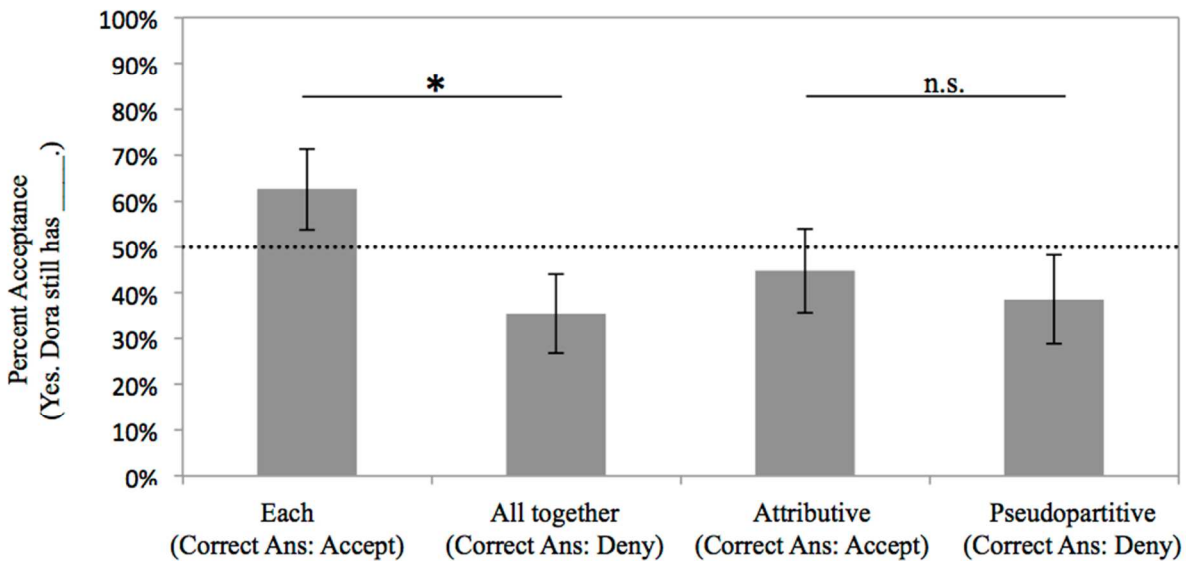 Percent Acceptance
(Yes. Dora still has _____.)
100%
90%
80%
70%
60%
50%
40%
30%
20%
10%
0%
*
n.s.
Each
(Correct Ans: Accept)
All together
(Correct Ans: Deny)
Attributive
(Correct Ans: Accept)
Pseudopartitive
(Correct Ans: Deny)